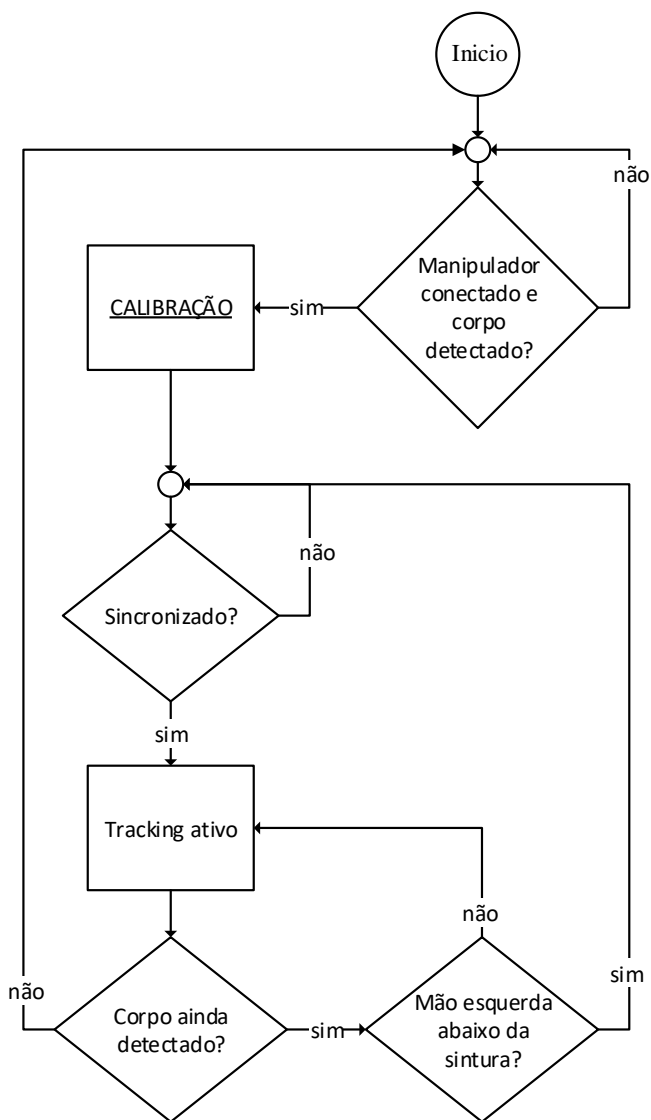 Inicio
não
Manipulador
conectado e
corpo
detectado?
sim
CALIBRAÇÃO
não
Sincronizado?
sim
Tracking ativo
não
Corpo ainda
detectado?
não
sim
Mão esquerda
abaixo da
sintura?
sim